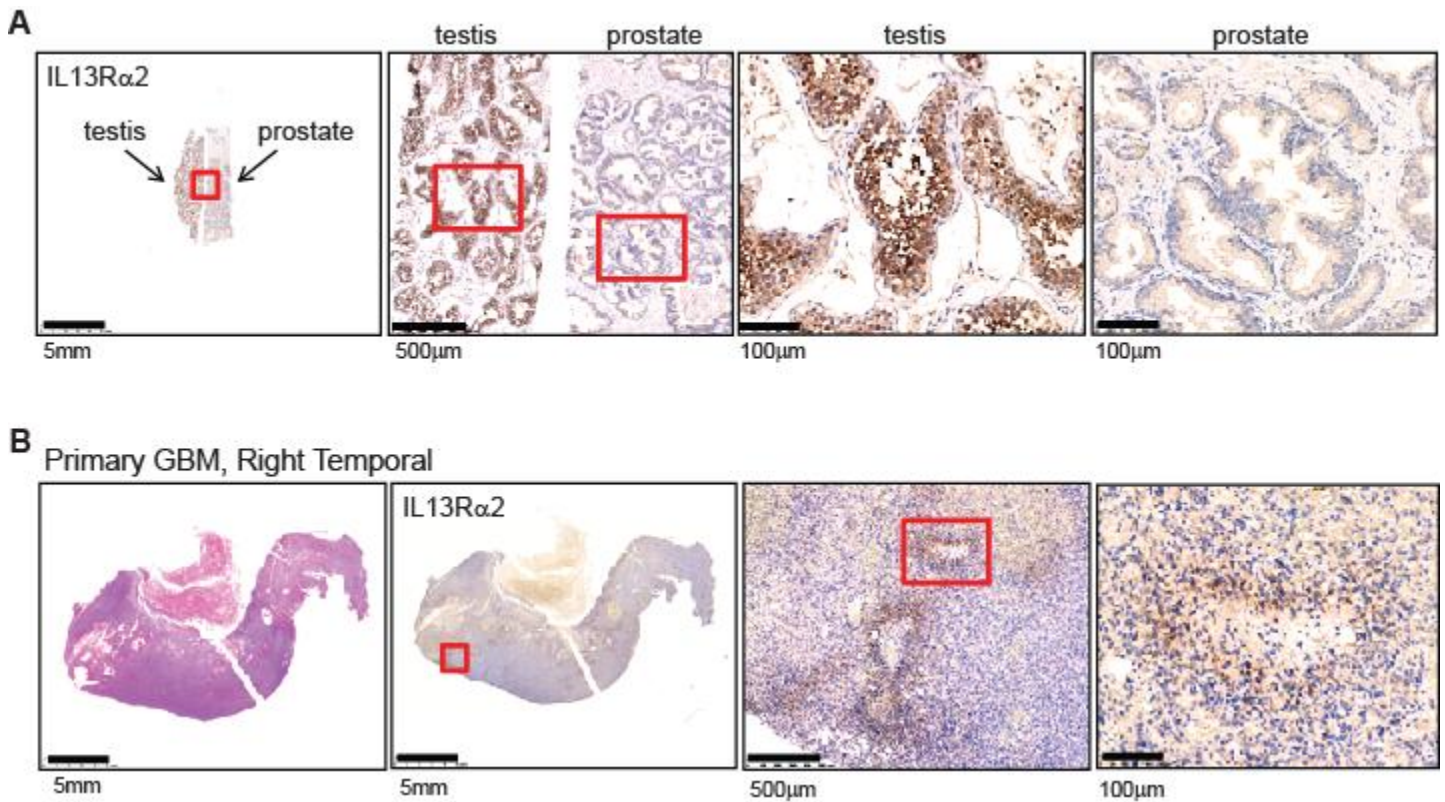 A
testis prostate testis prostate
IL13Rα2
testis prostate
5mm 500μm 100μm 100μm
B
Primary GBM, Right Temporal
IL13Rα2
5mm 5mm 500μm 100μm